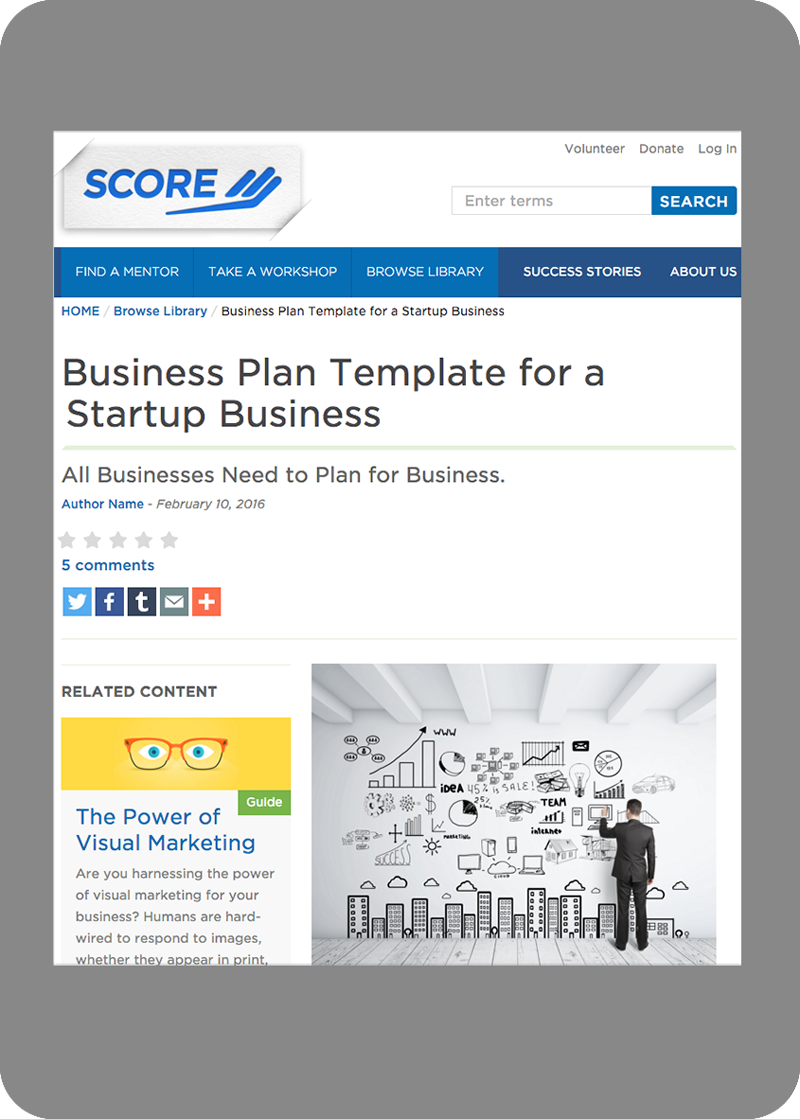 SCORE
Volunteer Donate Log In
Enter terms SEARCH
FIND A MENTOR TAKE A WORKSHOP BROWSE LIBRARY SUCCESS STORIES ABOUT US
HOME / Browse Library / Business Plan Template for a Startup Business
Business Plan Template for a
Startup Business
All Businesses Need to Plan for Business.
Author Name - February 10, 2016
5 comments
RELATED CONTENT
Guide
The Power of
Visual Marketing
Are you harnessing the power
of visual marketing for your
business? Humans are hard-
wired to respond to images,
whether they appear in print,
WWW
IDEA 45% is SALE!
25%
TEAM
internet
marketing
CLOUD